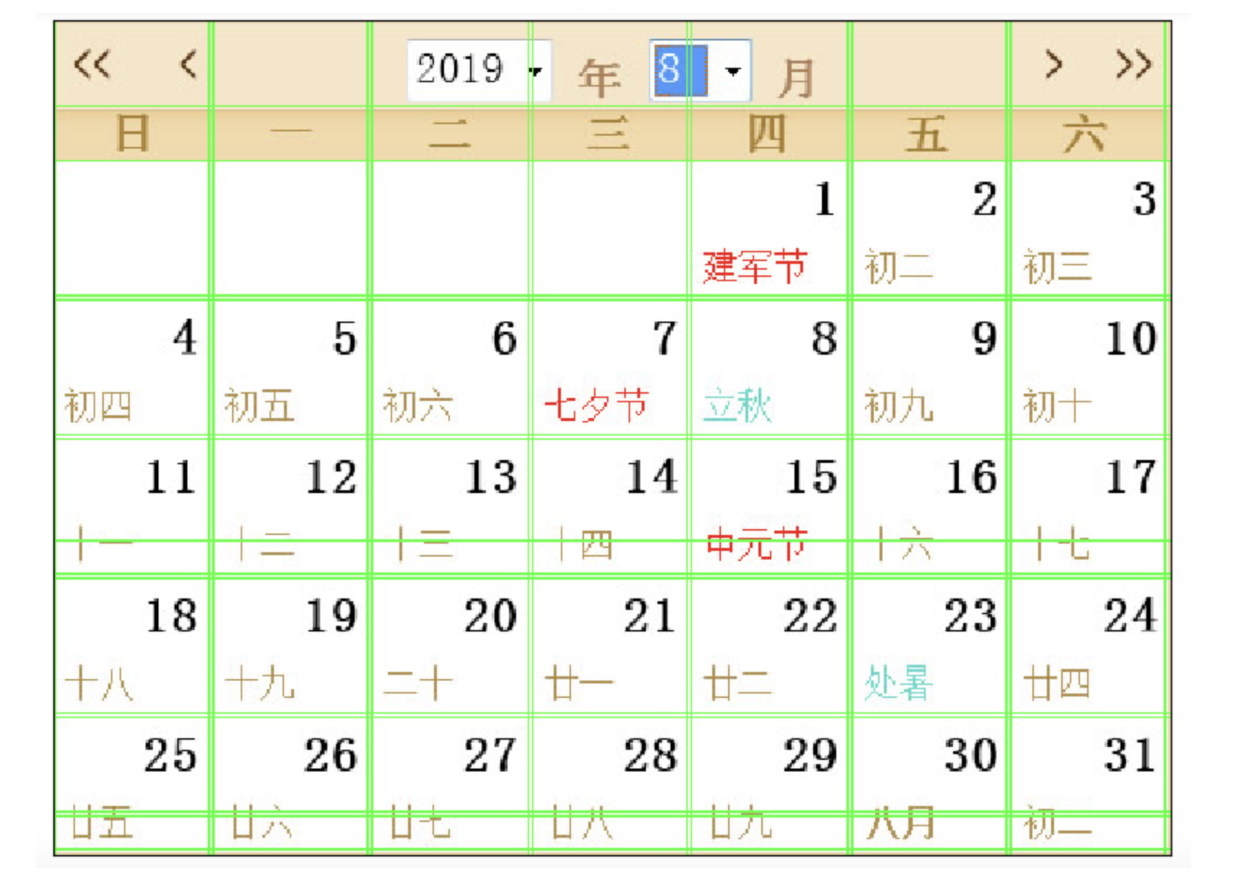 << < 2019 年 8 月 > >>
日 一 二 三 四 五 六
1 2 3
建军节 初二 初三
4 5 6 7 8 9 10
初四 初五 初六 七夕节 立秋 初九 初十
11 12 13 14 15 16 17
十一 十二 十三 十四 中元节 十六 十七
18 19 20 21 22 23 24
十八 十九 二十 廿一 廿二 处暑 廿四
25 26 27 28 29 30 31
廿五 廿六 廿七 廿八 廿九 八月 初二